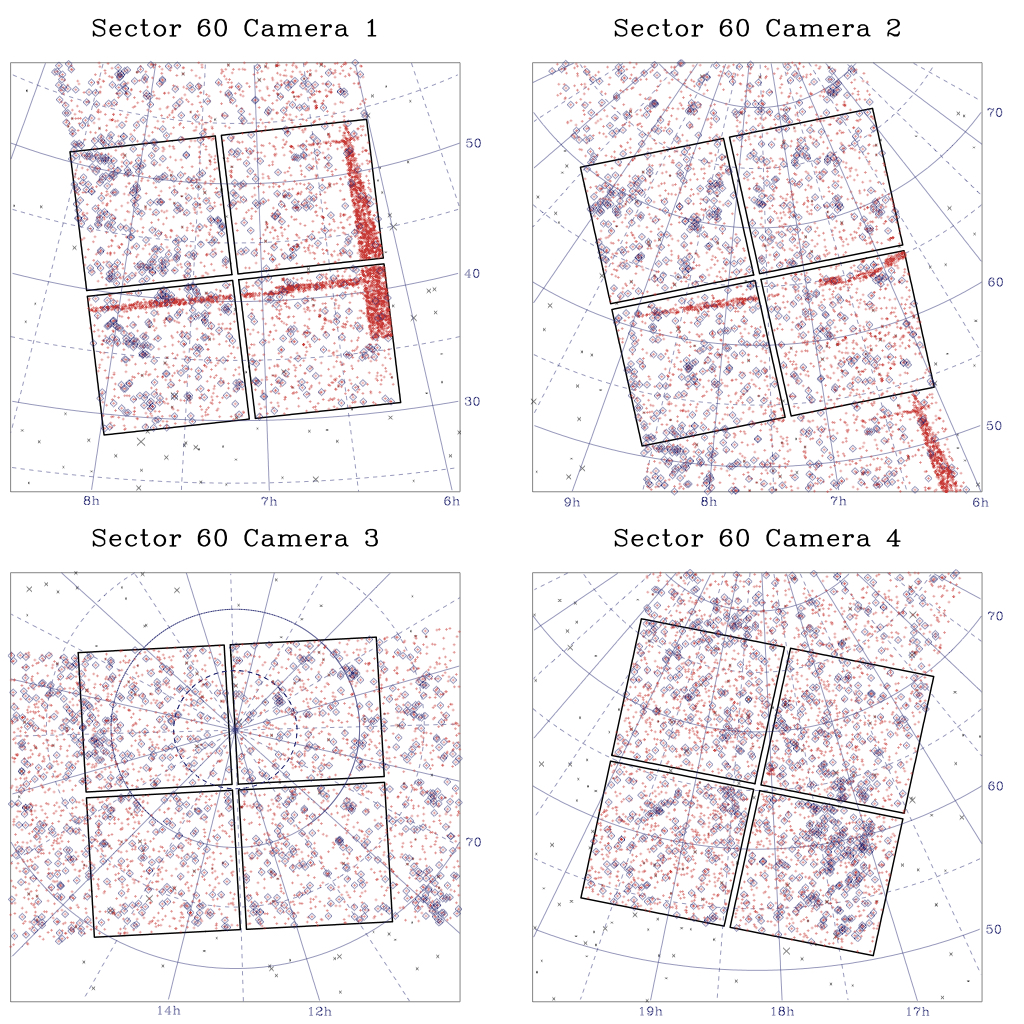 Sector 60 Camera 1
Sector 60 Camera 2
50
40
30
8h 7h 6h
70
60
50
9h 8h 7h 6h
Sector 60 Camera 3
Sector 60 Camera 4
70
14h 12h
70
60
50
19h 18h 17h